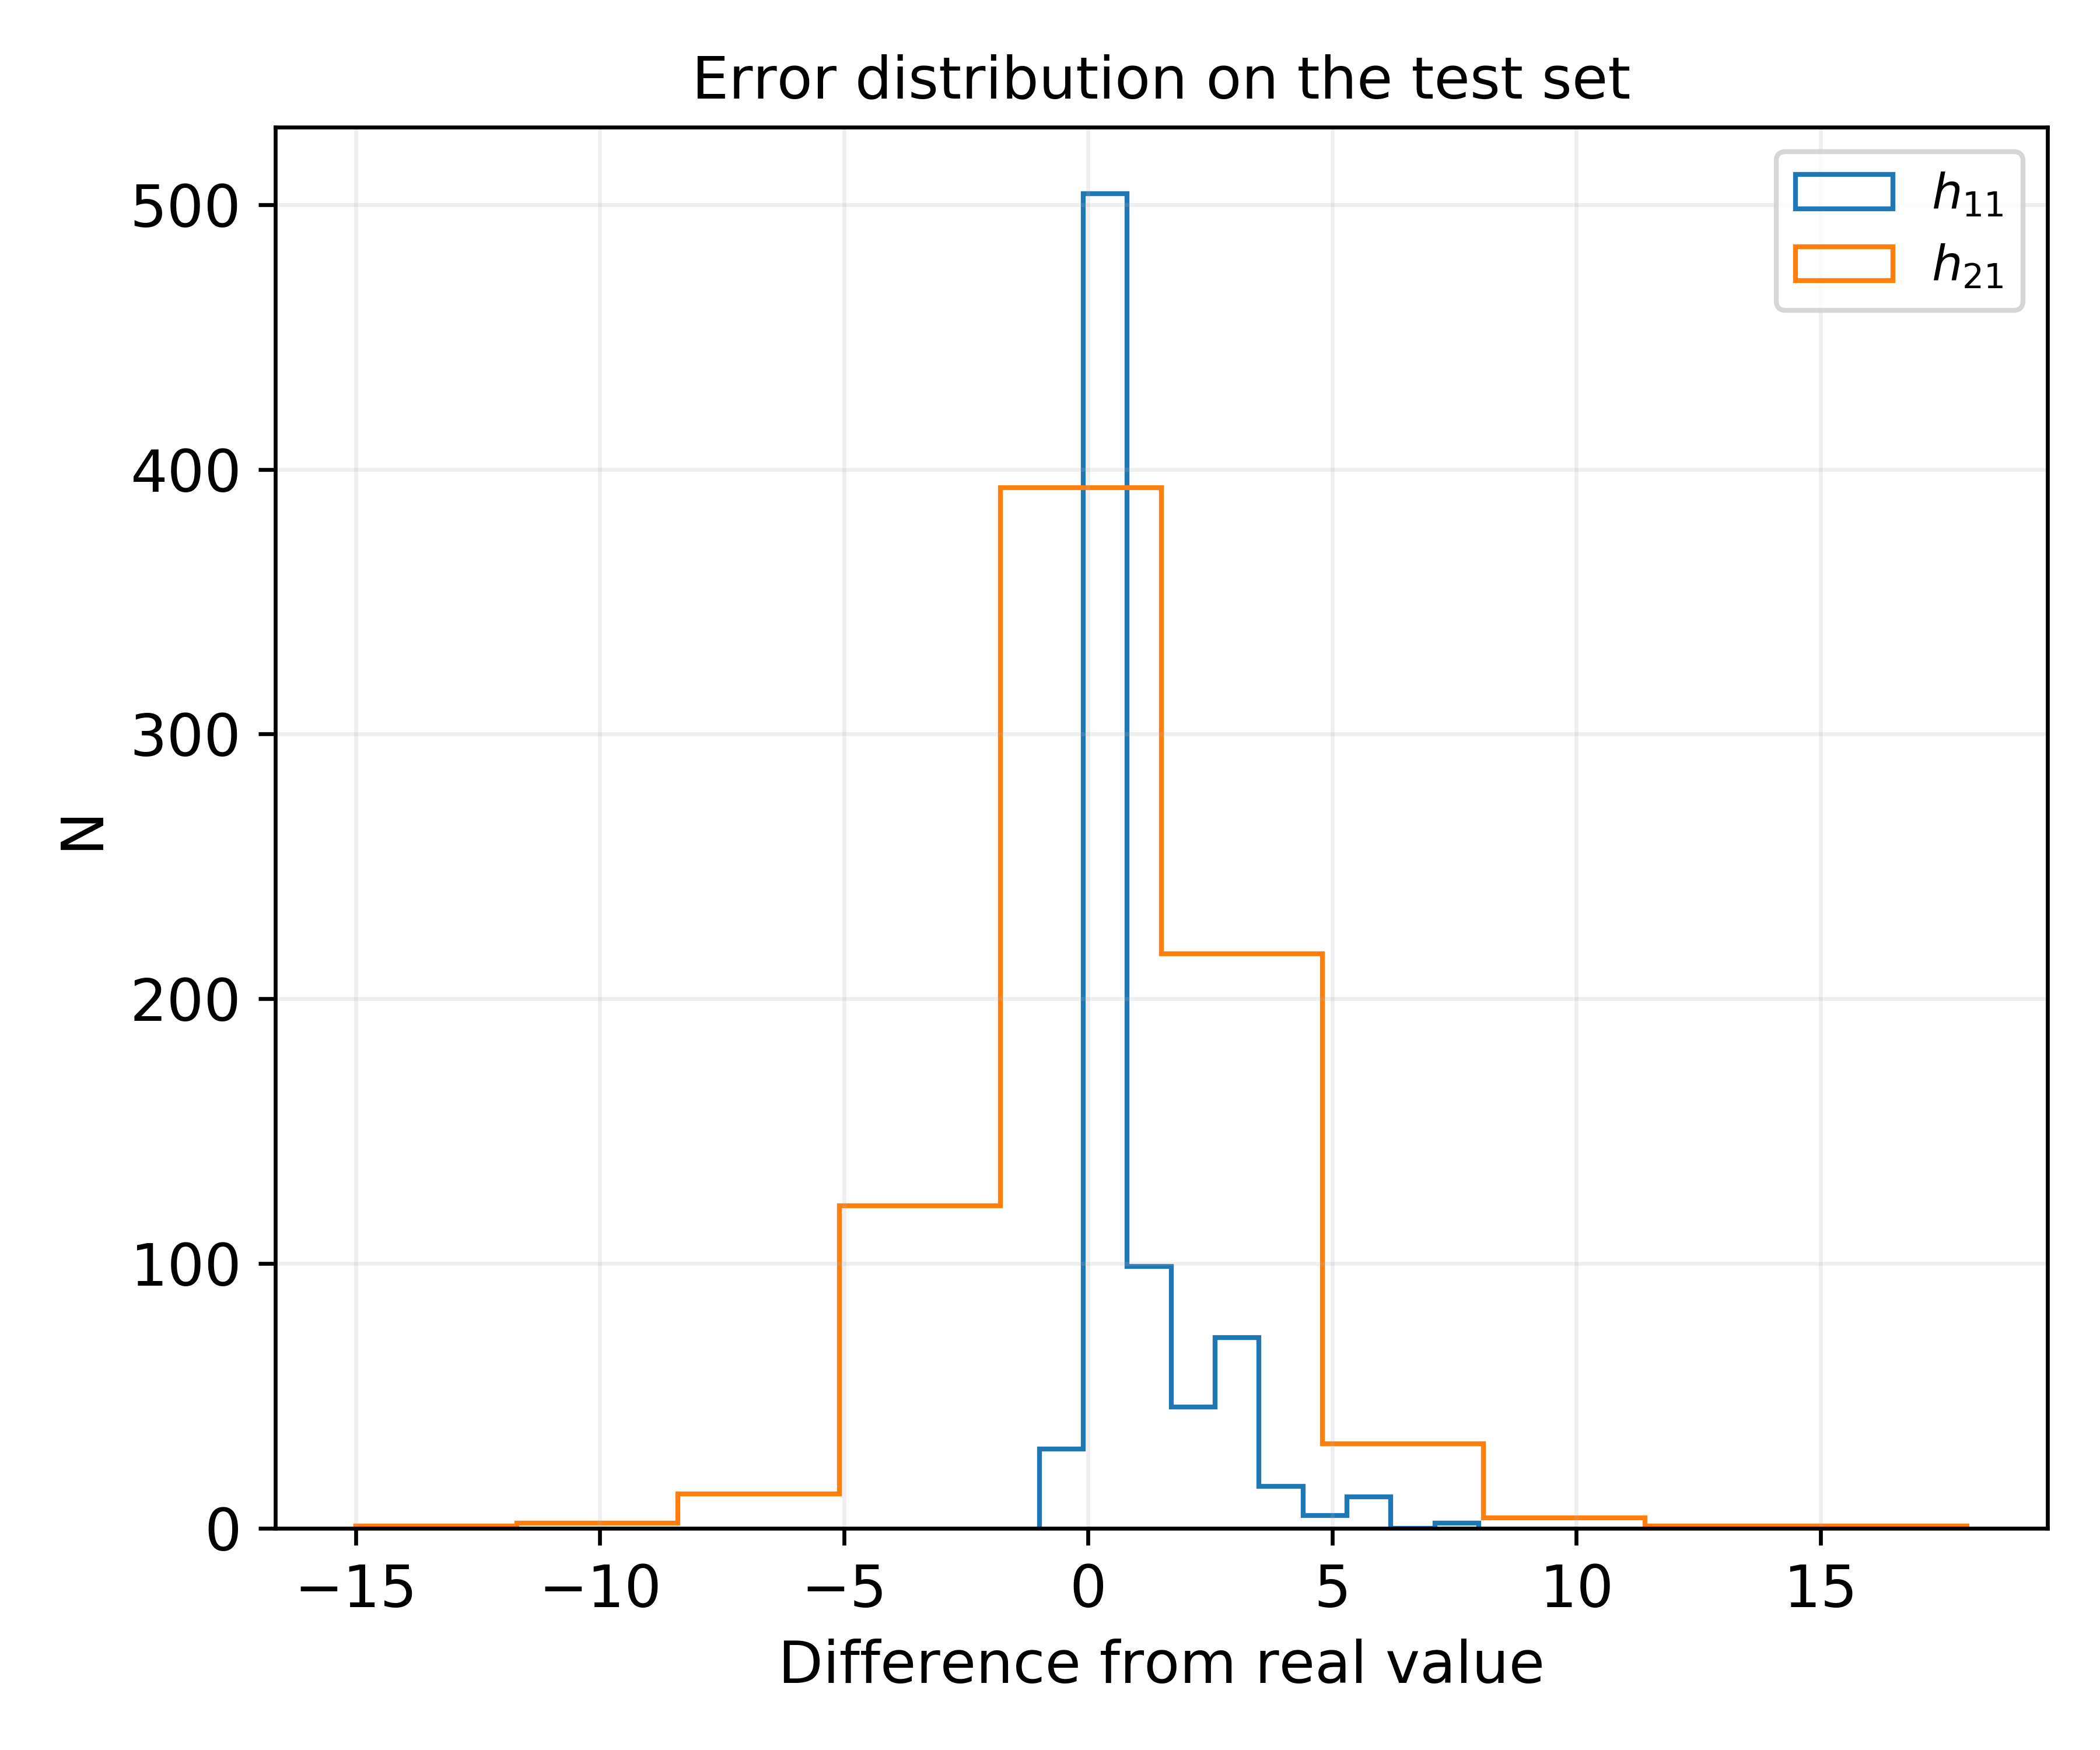 Error distribution on the test set
h₁₁
h₂₁
500
400
300
200
100
0
N
−15 −10 −5 0 5 10 15
Difference from real value